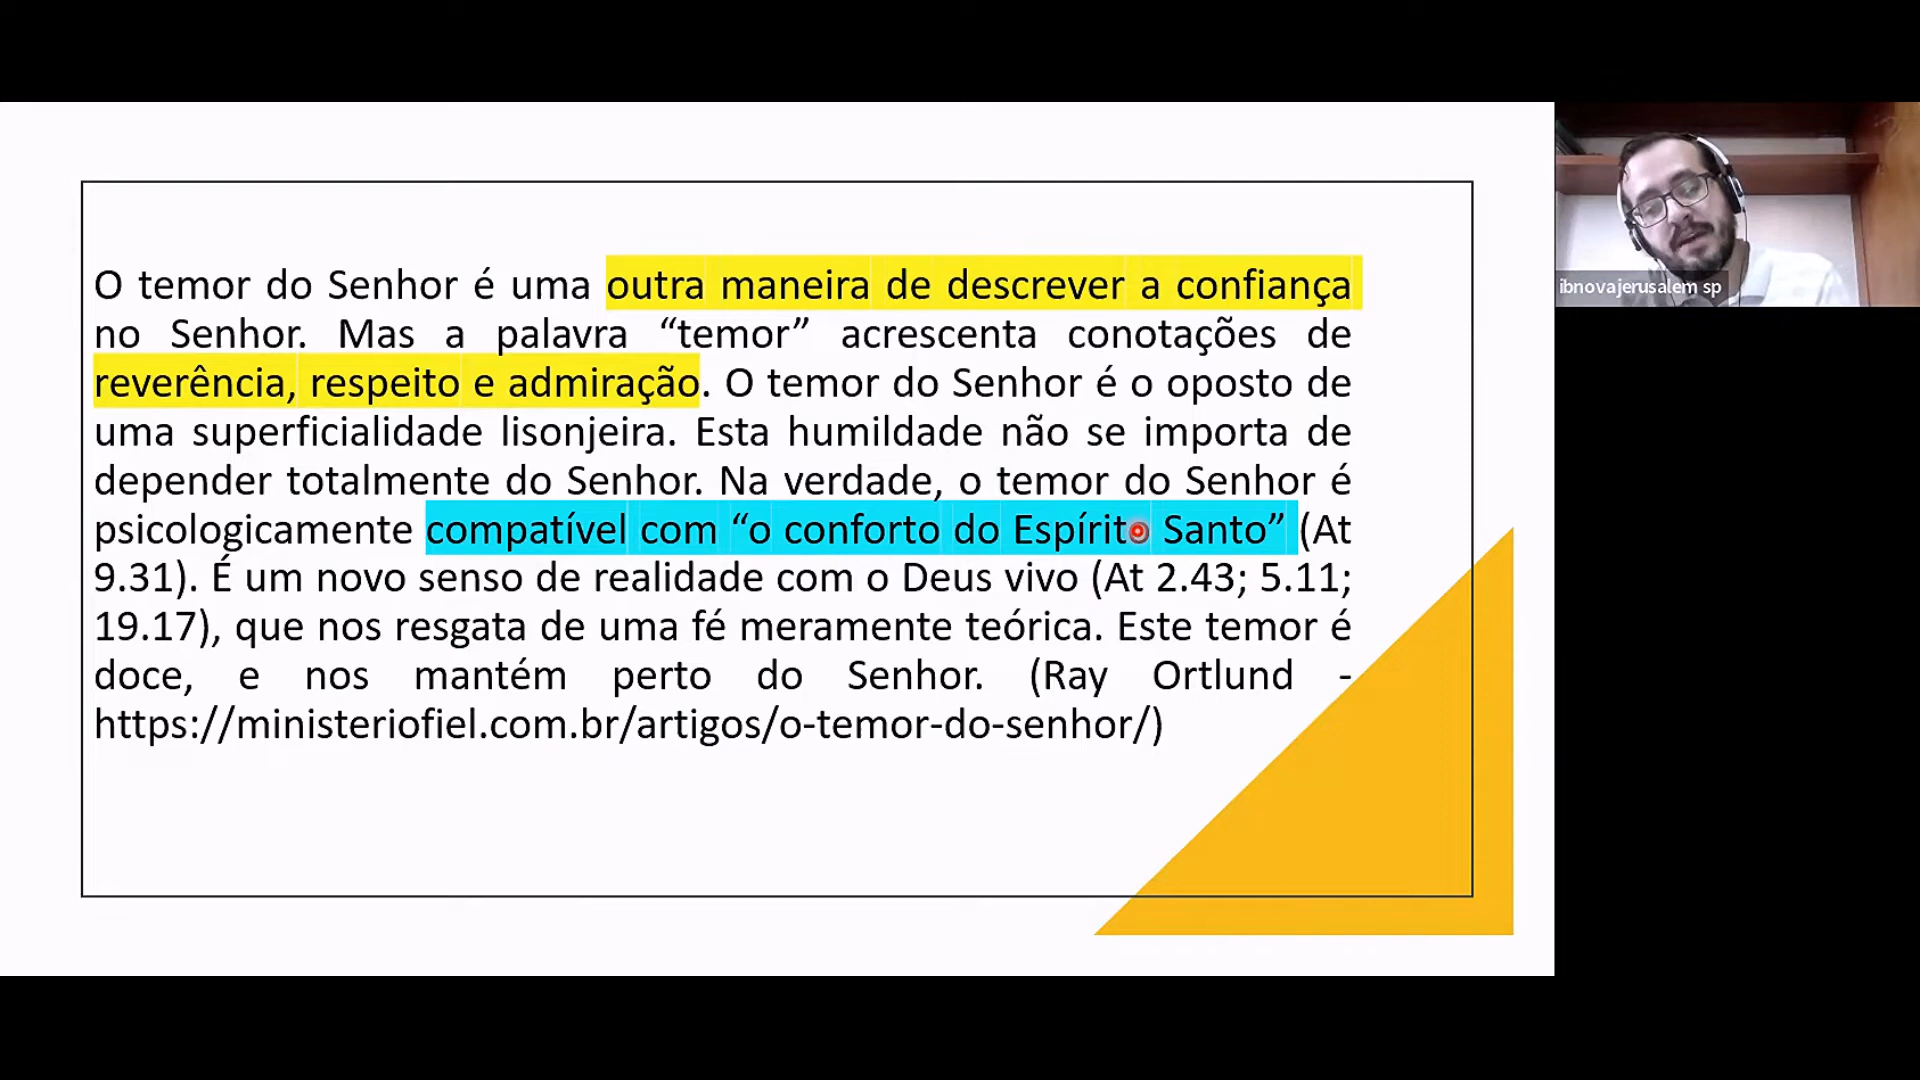 O temor do Senhor é uma outra maneira de descrever a confiança
no Senhor. Mas a palavra “temor” acrescenta conotações de
reverência, respeito e admiração. O temor do Senhor é o oposto de
uma superficialidade lisonjeira. Esta humildade não se importa de
depender totalmente do Senhor. Na verdade, o temor do Senhor é
psicologicamente compatível com “o conforto do Espírito Santo” (At
9.31). É um novo senso de realidade com o Deus vivo (At 2.43; 5.11;
19.17), que nos resgata de uma fé meramente teórica. Este temor é
doce, e nos mantém perto do Senhor. (Ray Ortlund -
https://ministeriofiel.com.br/artigos/o-temor-do-senhor/)
ibnovajerusalem sp